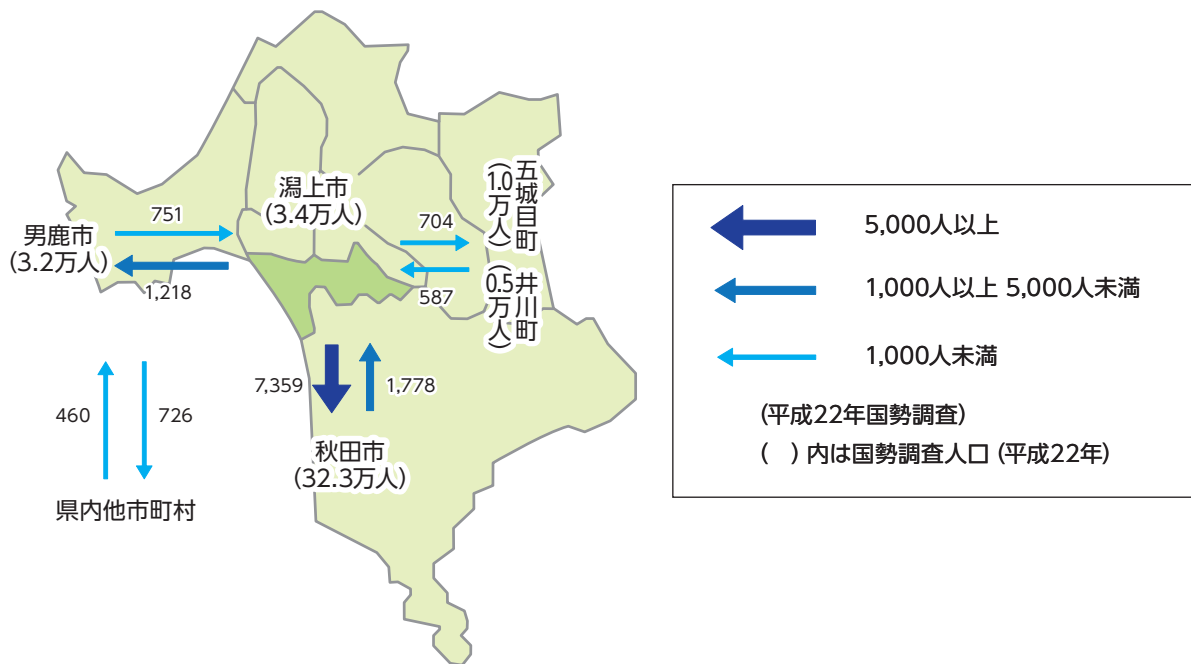 潟上市
(3.4万人)
五城目町
(1.0万人)
751
704
男鹿市
(3.2万人)
1,218
587
井川町
(0.5万人)
7,359
1,778
460
726
秋田市
(32.3万人)
県内他市町村
5,000人以上
1,000人以上 5,000人未満
1,000人未満
(平成22年国勢調査)
(　) 内は国勢調査人口 (平成22年)